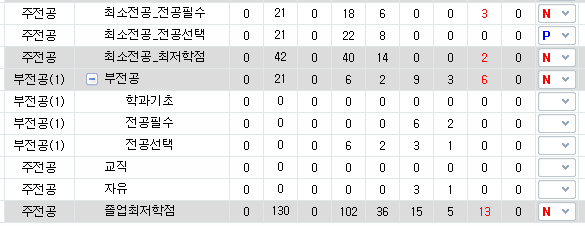 주전공 최소전공_전공필수 0 21 0 18 6 0 0 3 0 N
주전공 최소전공_전공선택 0 21 0 22 8 0 0 0 0 P
주전공 최소전공_최저학점 0 42 0 40 14 0 0 2 0 N
부전공(1) 부전공 0 21 0 6 2 9 3 6 0 N
부전공(1) 학과기초 0 0 0 0 0 0 0 0 0
부전공(1) 전공필수 0 0 0 0 0 6 2 0 0
부전공(1) 전공선택 0 0 0 6 2 3 1 0 0
주전공 교직 0 0 0 0 0 0 0 0 0
주전공 자유 0 0 0 0 0 3 1 0 0
주전공 졸업최저학점 0 130 0 102 36 15 5 13 0 N